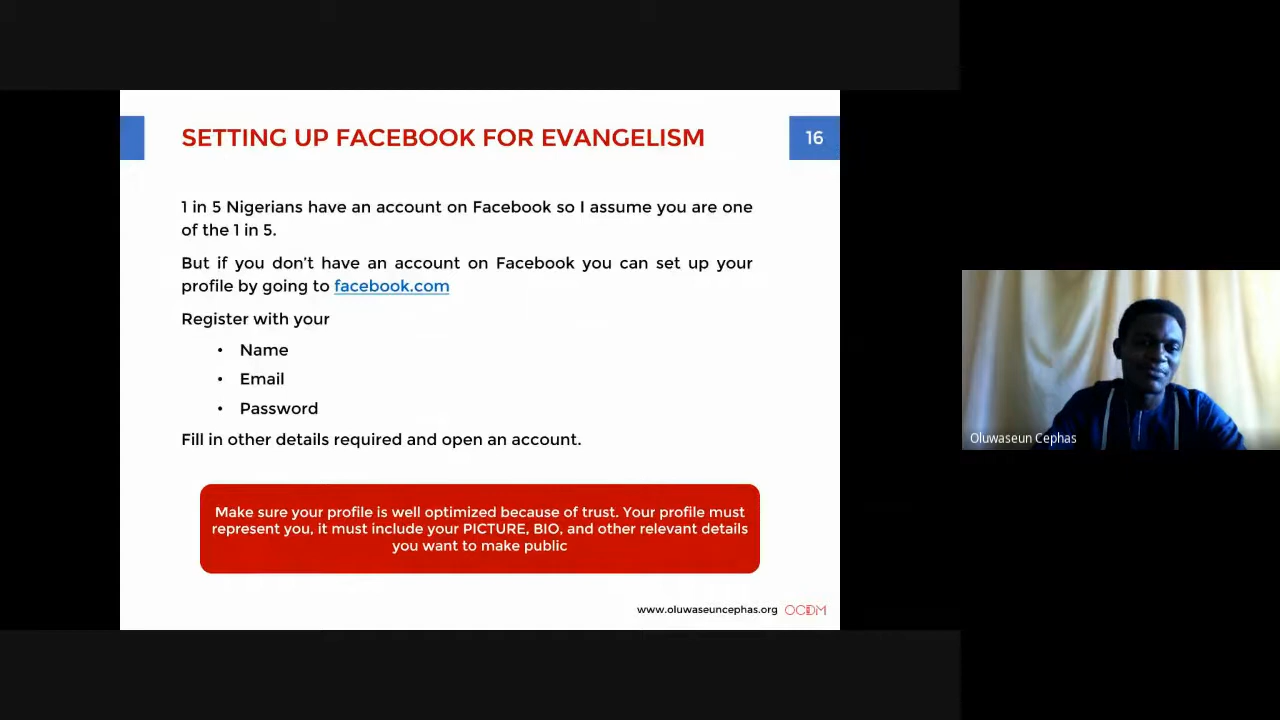 SETTING UP FACEBOOK FOR EVANGELISM
16
1 in 5 Nigerians have an account on Facebook so I assume you are one
of the 1 in 5.
But if you don't have an account on Facebook you can set up your
profile by going to facebook.com
Register with your
• Name
• Email
• Password
Fill in other details required and open an account.
Make sure your profile is well optimized because of trust. Your profile must
represent you, it must include your PICTURE, BIO, and other relevant details
you want to make public
www.oluwaseuncephas.org OCDM
Oluwaseun Cephas